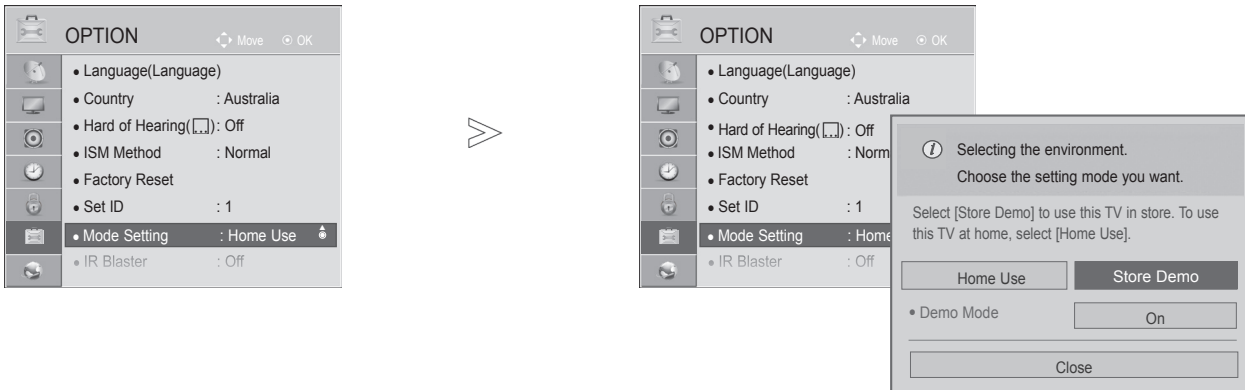 OPTION
Move OK
• Language(Language)
• Country : Australia
• Hard of Hearing( ): Off
• ISM Method : Normal
• Factory Reset
• Set ID : 1
• Mode Setting : Home Use
• IR Blaster : Off
OPTION
Move OK
• Language(Language)
• Country : Australia
• Hard of Hearing( ): Off
• ISM Method : Norm
• Factory Reset
• Set ID : 1
• Mode Setting : Home
• IR Blaster : Off
i Selecting the environment.
Choose the setting mode you want.
Select [Store Demo] to use this TV in store. To use
this TV at home, select [Home Use].
Home Use Store Demo
• Demo Mode On
Close